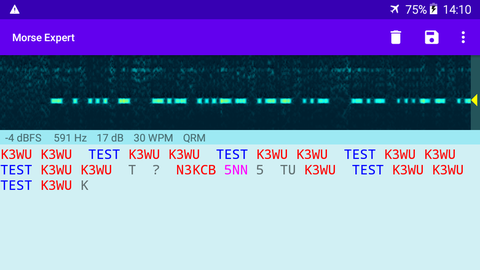 75% 14:10
Morse Expert
-4 dBFS 591 Hz 17 dB 30 WPM QRM
K3WU K3WU TEST K3WU K3WU TEST K3WU K3WU TEST K3WU K3WU
TEST K3WU K3WU T ? N3KCB 5NN 5 TU K3WU TEST K3WU K3WU
TEST K3WU K